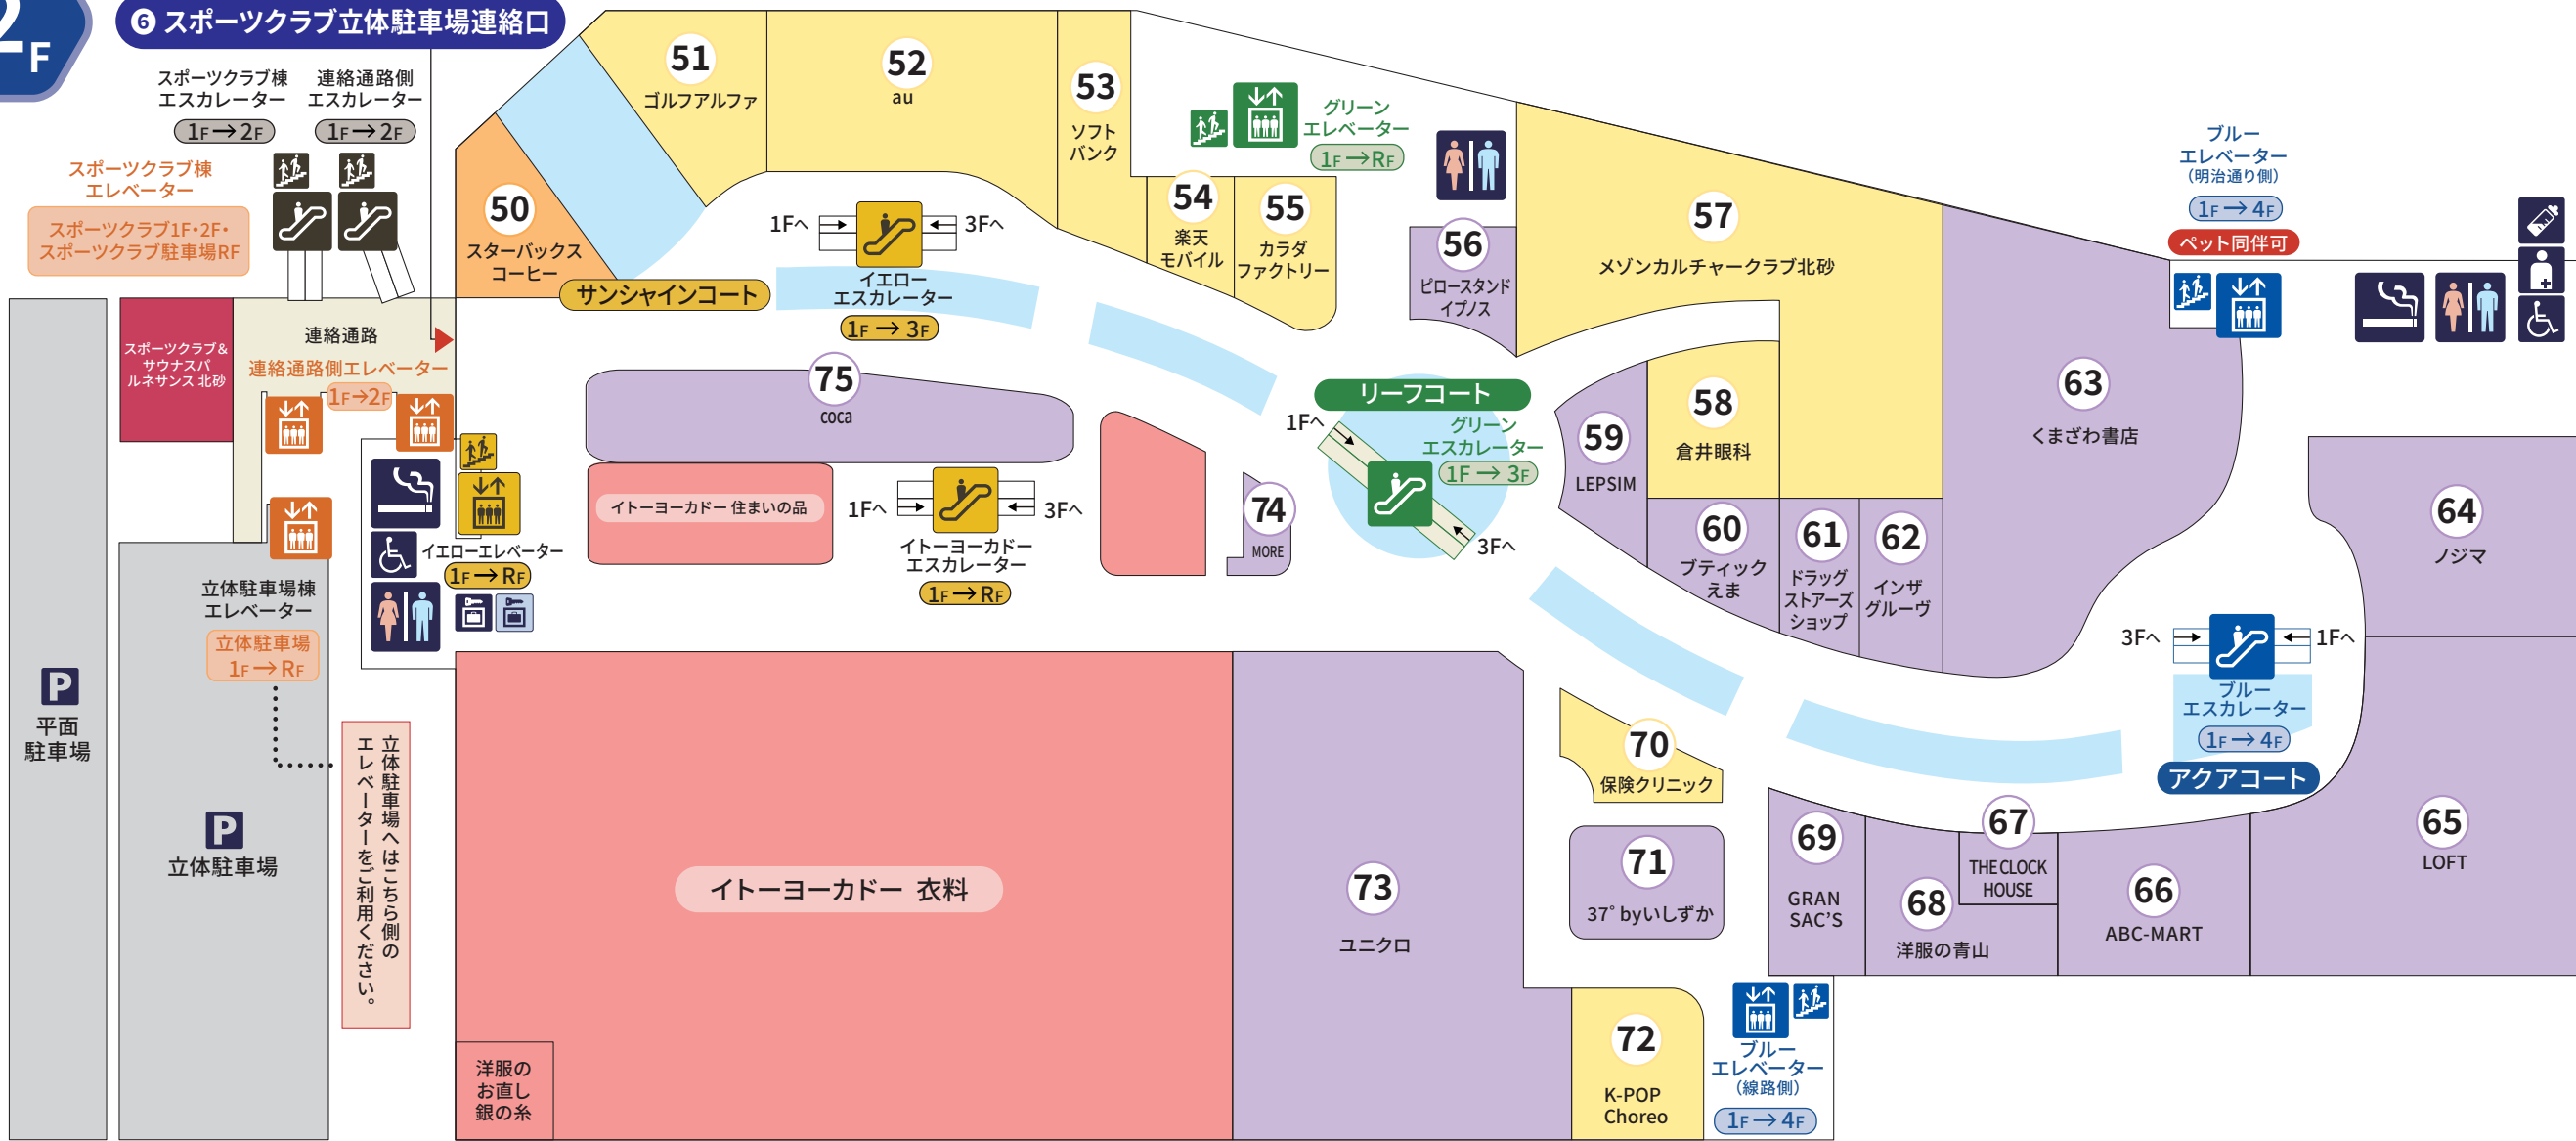 2F
❻ スポーツクラブ立体駐車場連絡口
スポーツクラブ棟
エスカレーター
1F→2F
連絡通路側
エスカレーター
1F→2F
スポーツクラブ棟
エレベーター
スポーツクラブ1F・2F・
スポーツクラブ駐車場RF
スポーツクラブ&
サウナスパ
ルネサンス 北砂
連絡通路
連絡通路側エレベーター
1F→2F
50
スターバックス
コーヒー
51
ゴルフアルファ
52
au
53
ソフト
バンク
54
楽天
モバイル
55
カラダ
ファクトリー
グリーン
エレベーター
1F→RF
56
ピロースタンド
イプノス
57
メゾンカルチャークラブ北砂
ブルー
エレベーター
(明治通り側)
1F→4F
ペット同伴可
サンシャインコート
1Fへ
3Fへ
イエロー
エスカレーター
1F→3F
75
coca
イトーヨーカドー 住まいの品
1Fへ
3Fへ
イトーヨーカドー
エスカレーター
1F→RF
74
MORE
リーフコート
1Fへ
グリーン
エスカレーター
1F→3F
3Fへ
58
倉井眼科
59
LEPSIM
60
ブティック
えま
61
ドラッグ
ストアーズ
ショップ
62
インザ
グルーヴ
63
くまざわ書店
64
ノジマ
イエローエレベーター
1F→RF
立体駐車場棟
エレベーター
立体駐車場
1F→RF
P
平面
駐車場
P
立体駐車場
立体駐車場へはこちら側の
エレベーターをご利用ください。
イトーヨーカドー 衣料
洋服の
お直し
銀の糸
73
ユニクロ
70
保険クリニック
71
37° byいしずか
72
K-POP
Choreo
ブルー
エレベーター
(線路側)
1F→4F
3Fへ
1Fへ
ブルー
エスカレーター
1F→4F
アクアコート
69
GRAN
SAC'S
68
洋服の青山
67
THE CLOCK
HOUSE
66
ABC-MART
65
LOFT